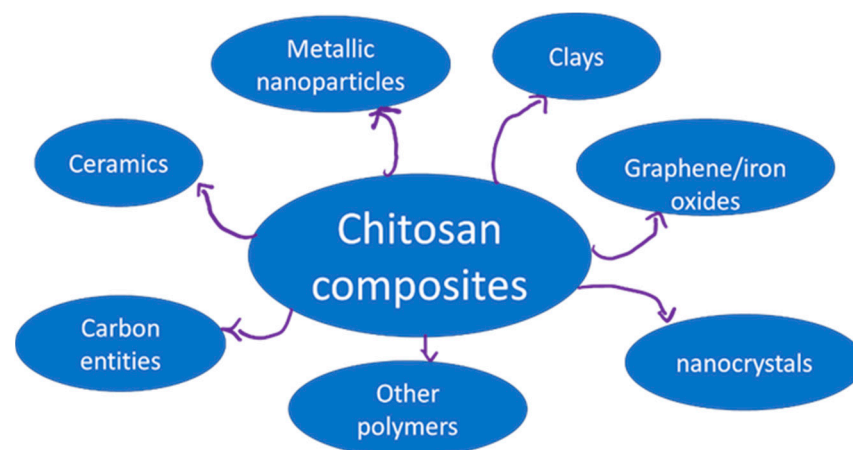 Metallic
nanoparticles
Clays
Ceramics
Graphene/iron
oxides
Chitosan
composites
Carbon
entities
nanocrystals
Other
polymers